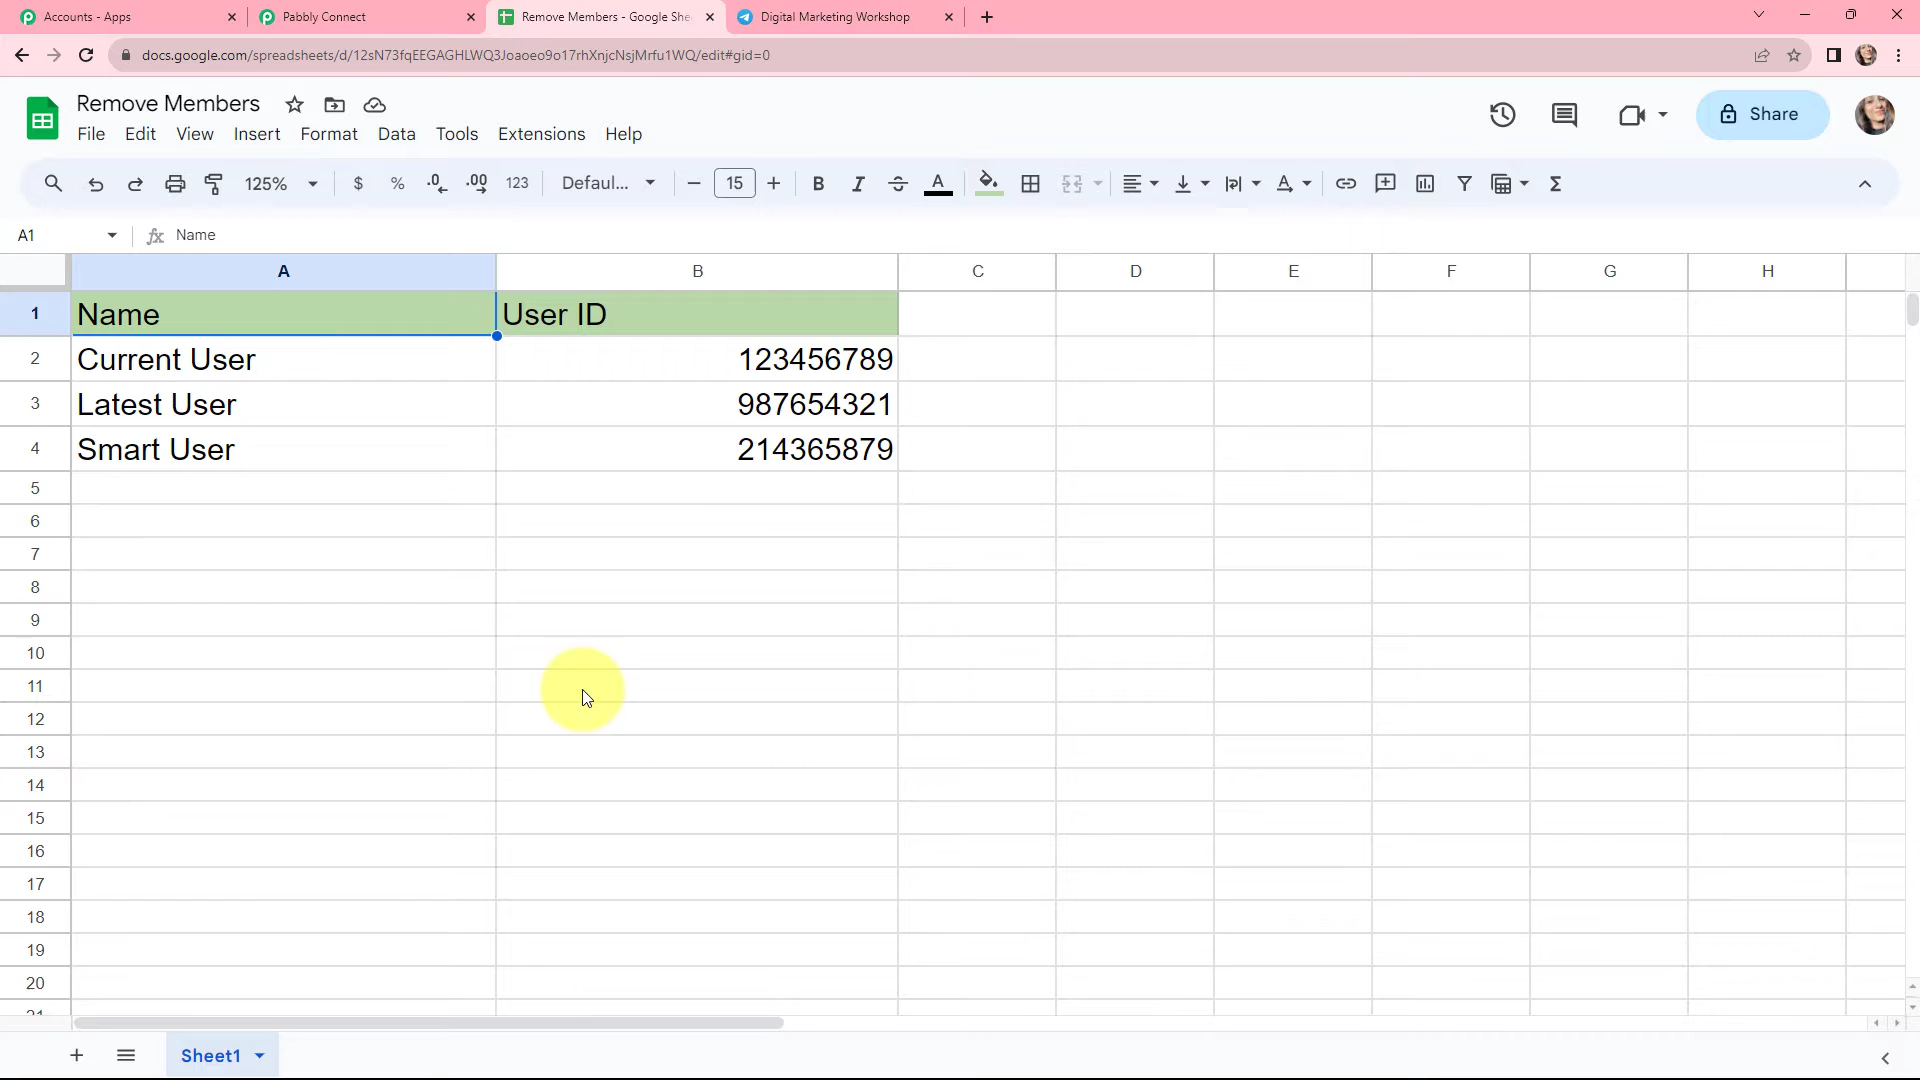 Accounts - Apps
Pabbly Connect
Remove Members - Google She
Digital Marketing Workshop
docs.google.com/spreadsheets/d/12sN73fqEEGAGHLWQ3Joaoeo9o17rhXnjcNsjMrfu1WQ/edit#gid=0
Remove Members
Share
File Edit View Insert Format Data Tools Extensions Help
125% $ % .0 .00 123 Defaul... 15 B I A
A1 fx Name
A B C D E F G H
1 Name User ID
2 Current User 123456789
3 Latest User 987654321
4 Smart User 214365879
5
6
7
8
9
10
11
12
13
14
15
16
17
18
19
20
21
Sheet1